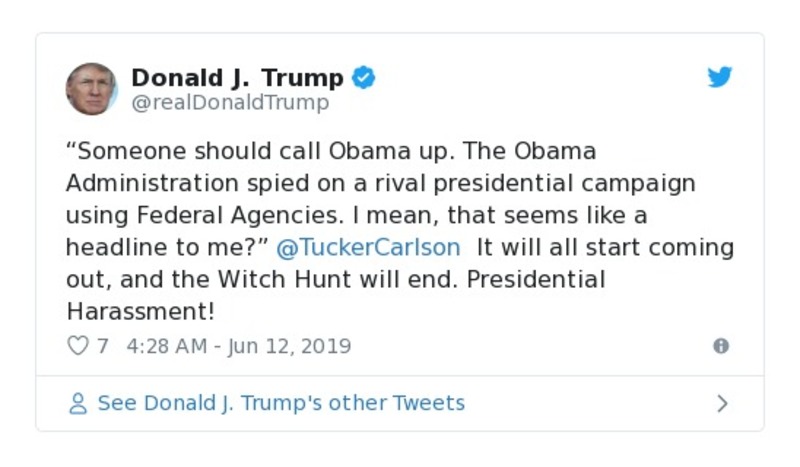 Donald J. Trump
@realDonaldTrump
“Someone should call Obama up. The Obama
Administration spied on a rival presidential campaign
using Federal Agencies. I mean, that seems like a
headline to me?” @TuckerCarlson  It will all start coming
out, and the Witch Hunt will end. Presidential
Harassment!
7 4:28 AM - Jun 12, 2019
See Donald J. Trump's other Tweets